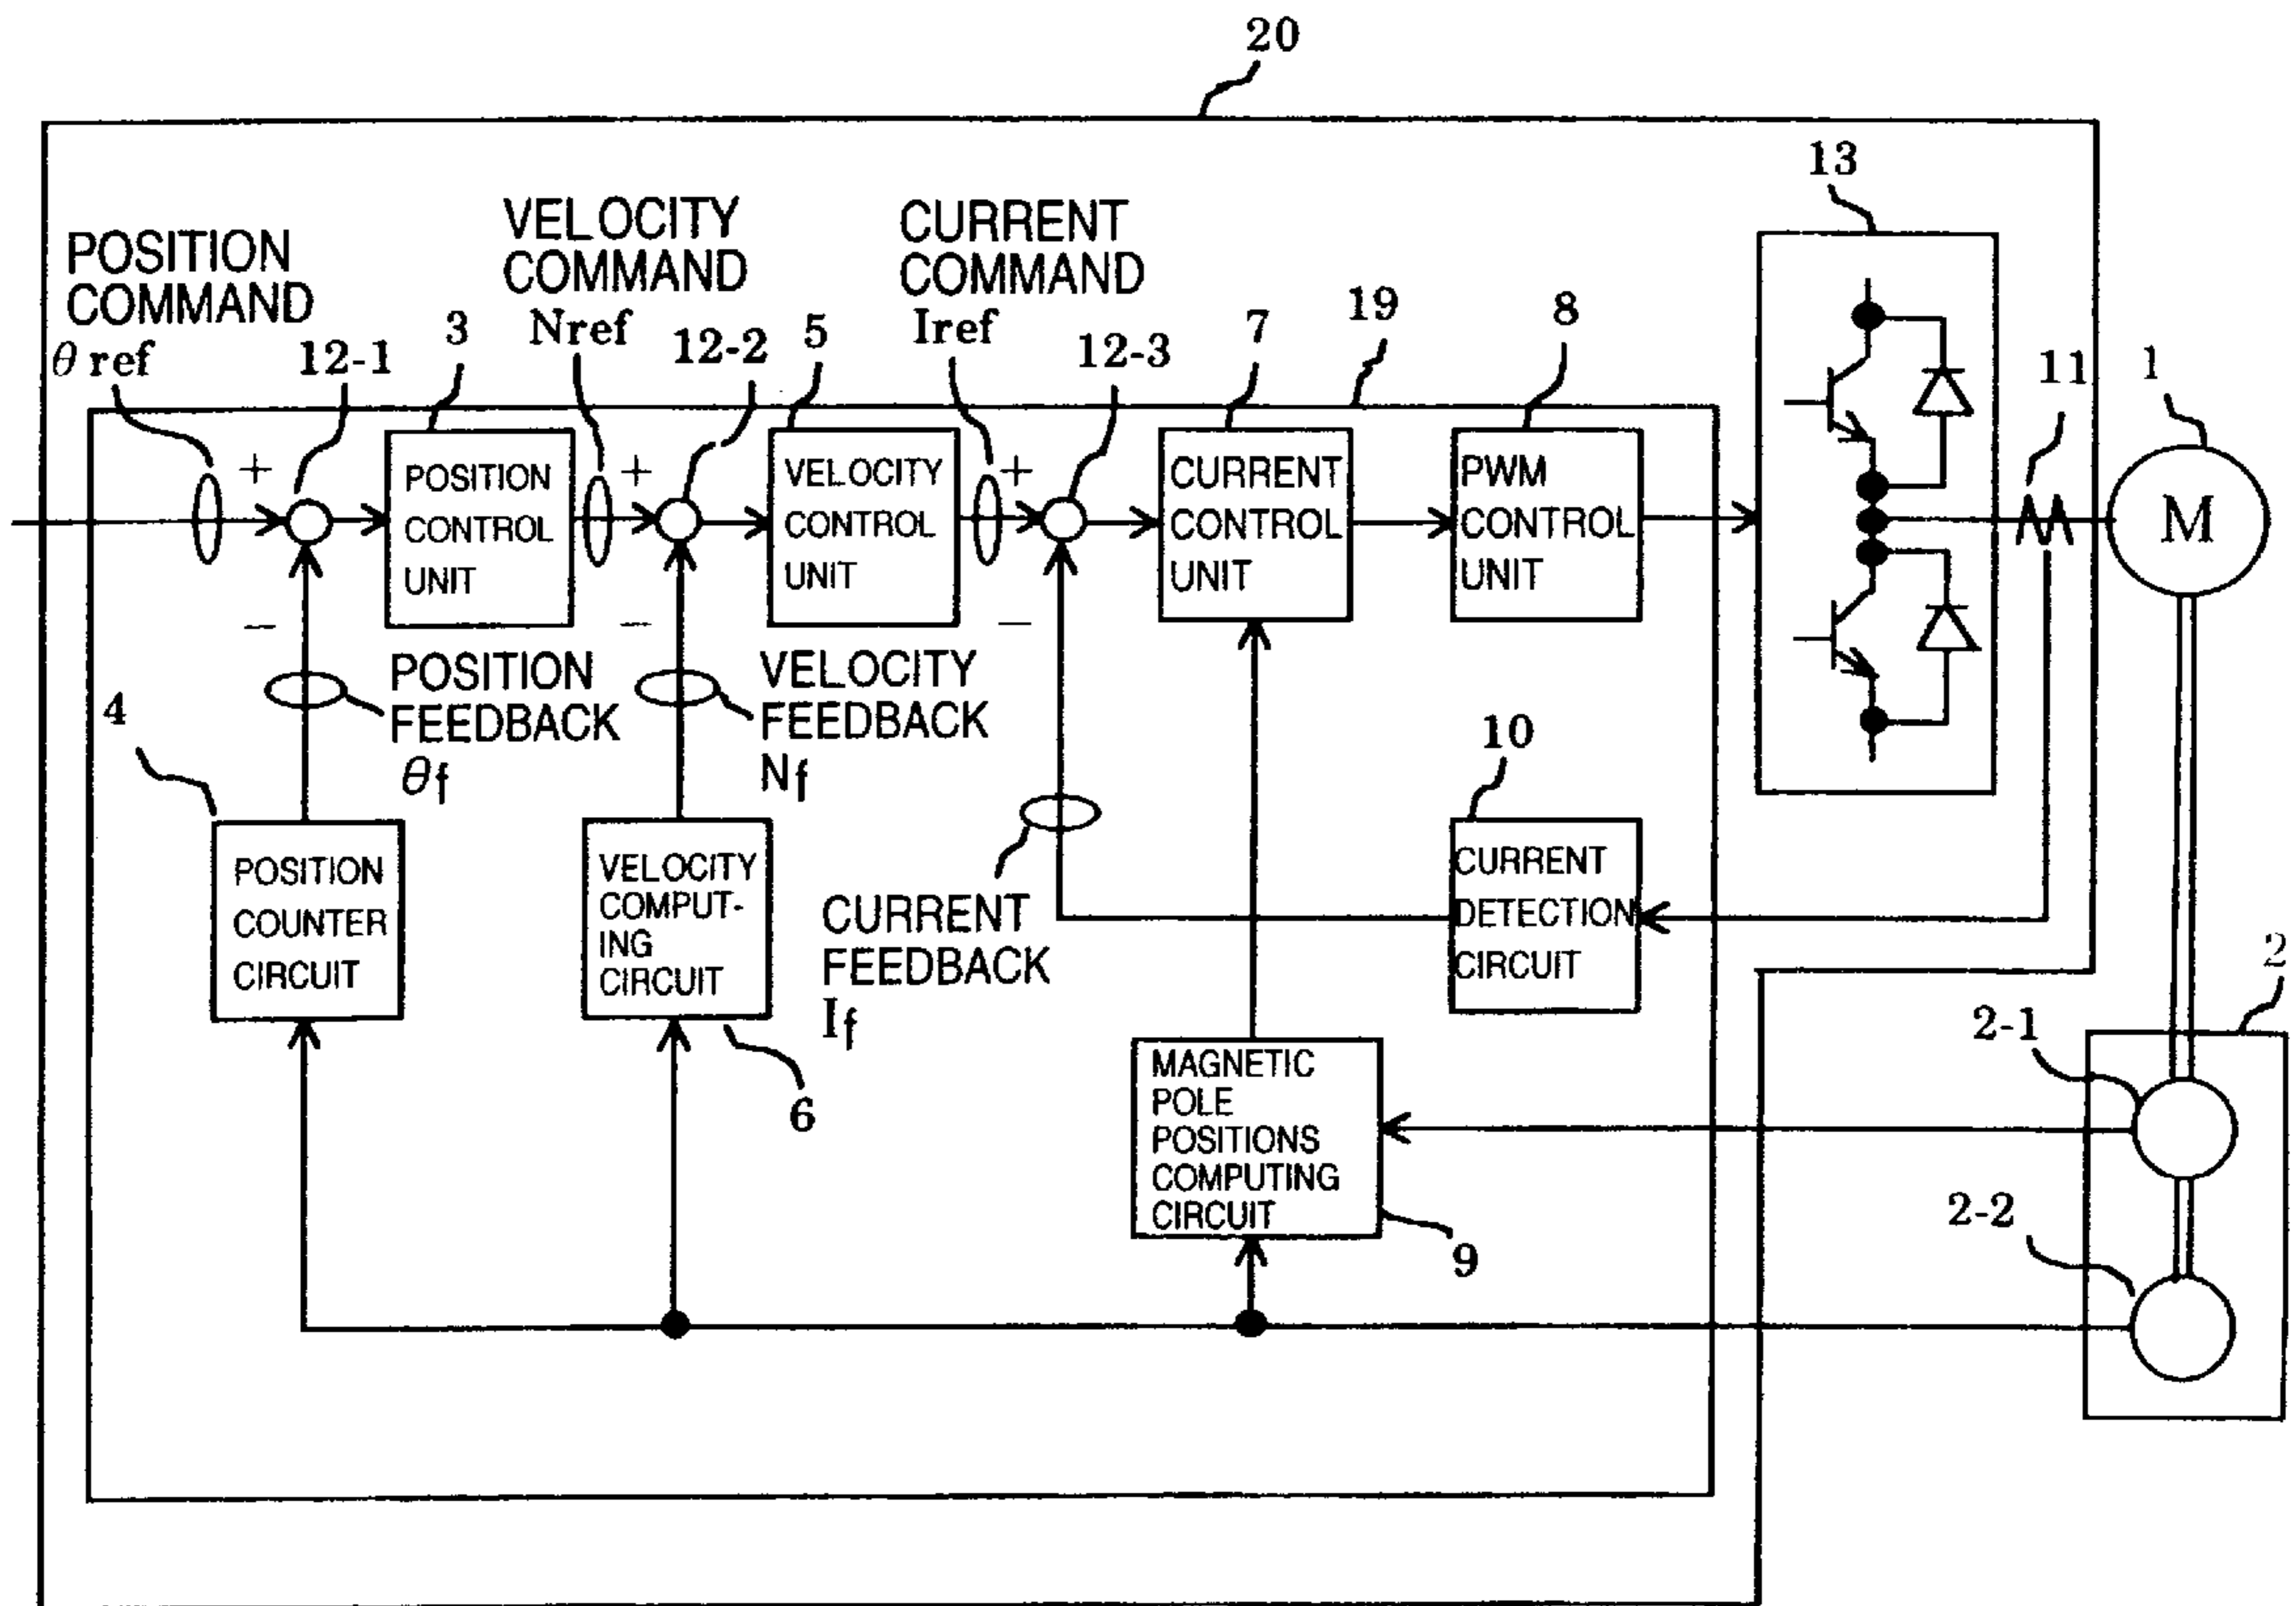 20
13
POSITION
COMMAND
θ ref
VELOCITY
COMMAND
Nref
CURRENT
COMMAND
Iref
12-1
3
12-2
5
12-3
7
19
8
11
1
+
+
+
POSITION
CONTROL
UNIT
VELOCITY
CONTROL
UNIT
CURRENT
CONTROL
UNIT
PWM
CONTROL
UNIT
M
−
−
−
4
POSITION
FEEDBACK
θf
VELOCITY
FEEDBACK
Nf
10
POSITION
COUNTER
CIRCUIT
VELOCITY
COMPUT-
ING
CIRCUIT
6
CURRENT
FEEDBACK
If
CURRENT
DETECTION
CIRCUIT
2
2-1
MAGNETIC
POLE
POSITIONS
COMPUTING
CIRCUIT
9
2-2